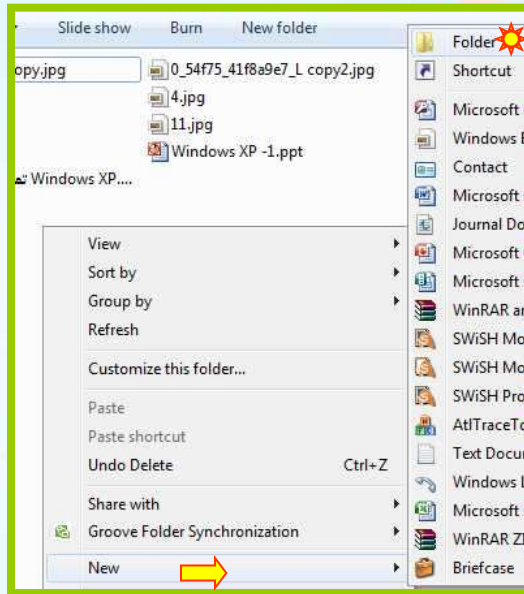 Slide show Burn New folder
opy.jpg 0_54f75_41f8a9e7_L copy2.jpg
4.jpg
11.jpg
Windows XP -1.ppt
Windows XP....
View
Sort by
Group by
Refresh
Customize this folder...
Paste
Paste shortcut
Undo Delete Ctrl+Z
Share with
Groove Folder Synchronization
New
Folder
Shortcut
Microsoft
Windows
Contact
Microsoft
Journal Do
Microsoft
Microsoft
WinRAR ar
SWiSH Mo
SWiSH Mo
SWiSH Pro
AtlTraceTo
Text Docu
Windows
Microsoft
WinRAR ZI
Briefcase